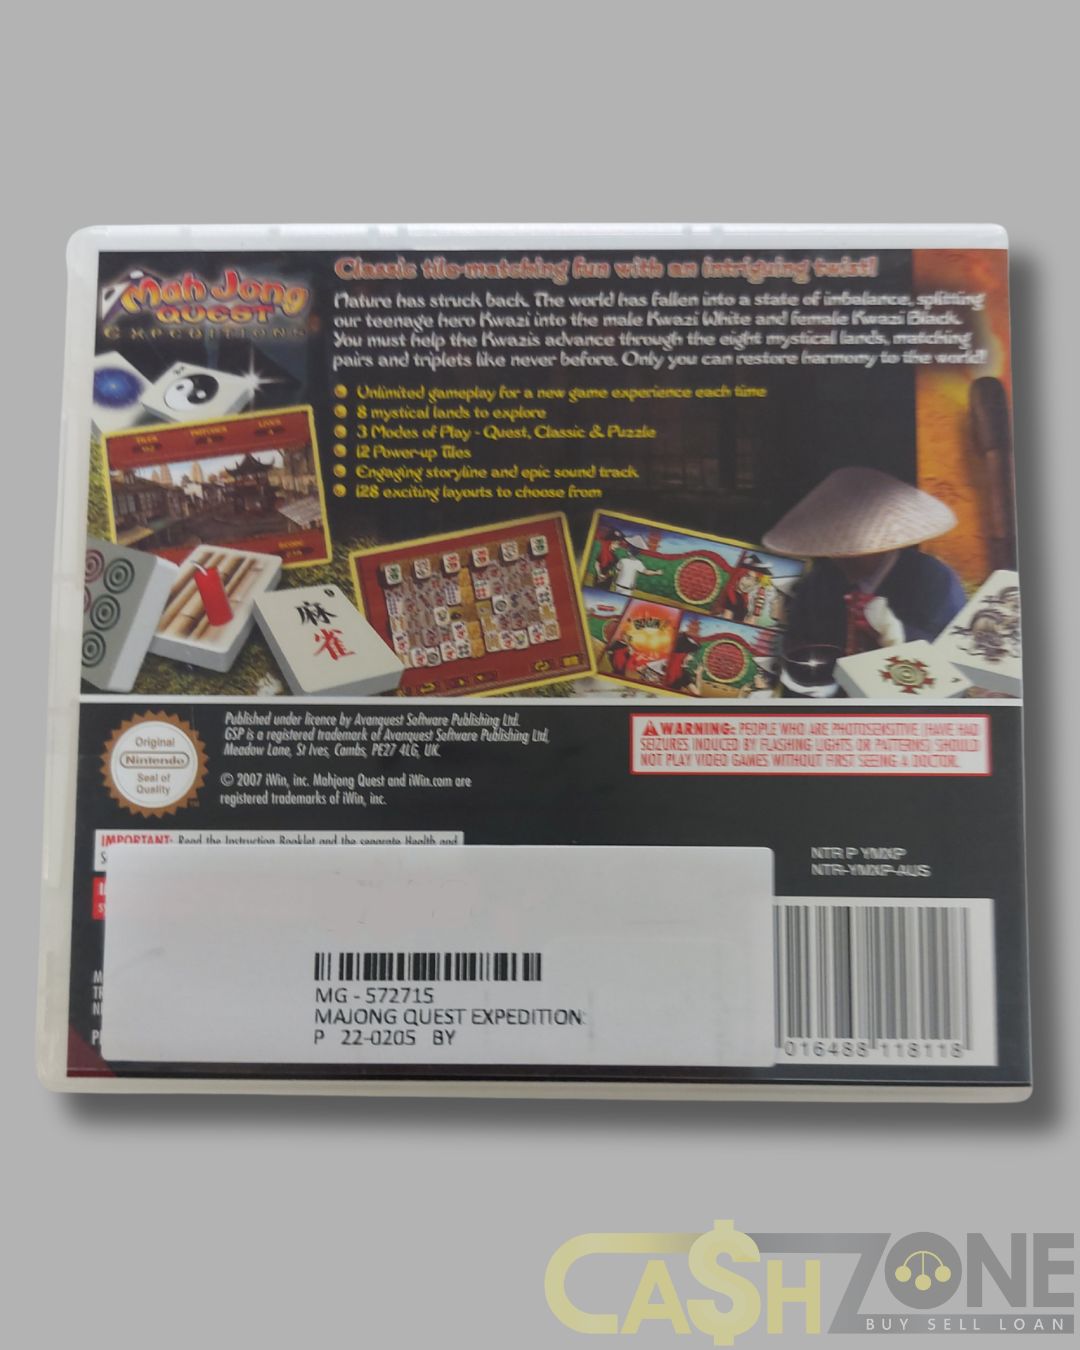 Mah Jong
QUEST
EXPEDITIONS
Classic tile-matching fun with an intriguing twist!
Nature has struck back. The world has fallen into a state of imbalance, splitting
our teenage hero Kwazi into the male Kwazi White and female Kwazi Black.
You must help the Kwazis advance through the eight mystical lands, matching
pairs and triplets like never before. Only you can restore harmony to the world!
Unlimited gameplay for a new game experience each time
8 mystical lands to explore
3 Modes of Play - Quest, Classic & Puzzle
12 Power-up Tiles
Engaging storyline and epic sound track
128 exciting layouts to choose from
麻
雀
BOOM!
Original
Nintendo
Seal of
Quality
Published under licence by Avanquest Software Publishing Ltd.
GSP is a registered trademark of Avanquest Software Publishing Ltd,
Meadow Lane, St Ives, Cambs, PE27 4LG, UK.
© 2007 iWin, inc. Mahjong Quest and iWin.com are
registered trademarks of iWin, inc.
WARNING: PEOPLE WHO ARE PHOTOSENSITIVE (HAVE HAD
SEIZURES INDUCED BY FLASHING LIGHTS OR PATTERNS) SHOULD
NOT PLAY VIDEO GAMES WITHOUT FIRST SEEING A DOCTOR.
IMPORTANT: Read the Instruction Booklet and the separate Health and
NTR P YMXP
NTR-YMXP-AUS
MG - 572715
MAJONG QUEST EXPEDITION:
P 22-0205 BY
016488 118118
CA$HZONE
BUY SELL LOAN